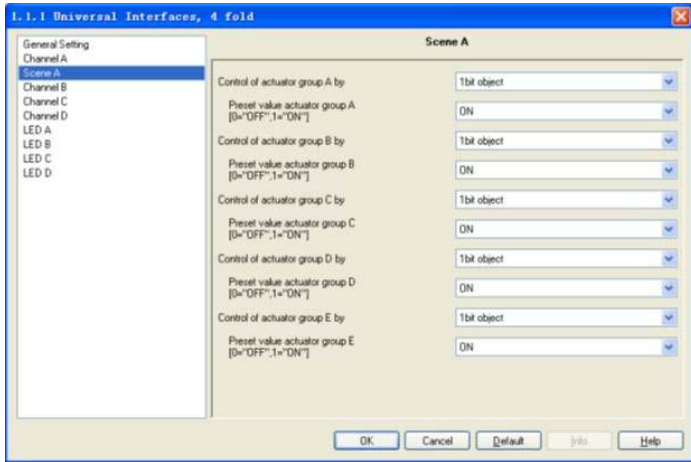 1.1.1 Universal Interfaces, 4 fold
General Setting
Channel A
Scene A
Channel B
Channel C
Channel D
LED A
LED B
LED C
LED D
Scene A
Control of actuator group A by
1bit object
Preset value actuator group A
[0="OFF",1="ON"]
ON
Control of actuator group B by
1bit object
Preset value actuator group B
[0="OFF",1="ON"]
ON
Control of actuator group C by
1bit object
Preset value actuator group C
[0="OFF",1="ON"]
ON
Control of actuator group D by
1bit object
Preset value actuator group D
[0="OFF",1="ON"]
ON
Control of actuator group E by
1bit object
Preset value actuator group E
[0="OFF",1="ON"]
ON
OK
Cancel
Default
Info
Help